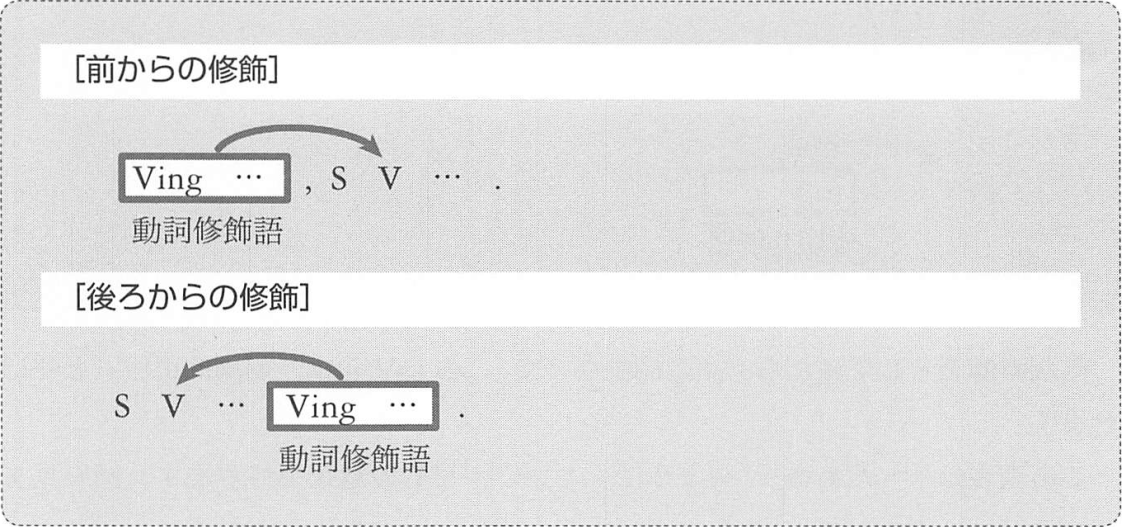 ［前からの修飾］
Ving … , S V … .
動詞修飾語
［後ろからの修飾］
S V … Ving … .
動詞修飾語